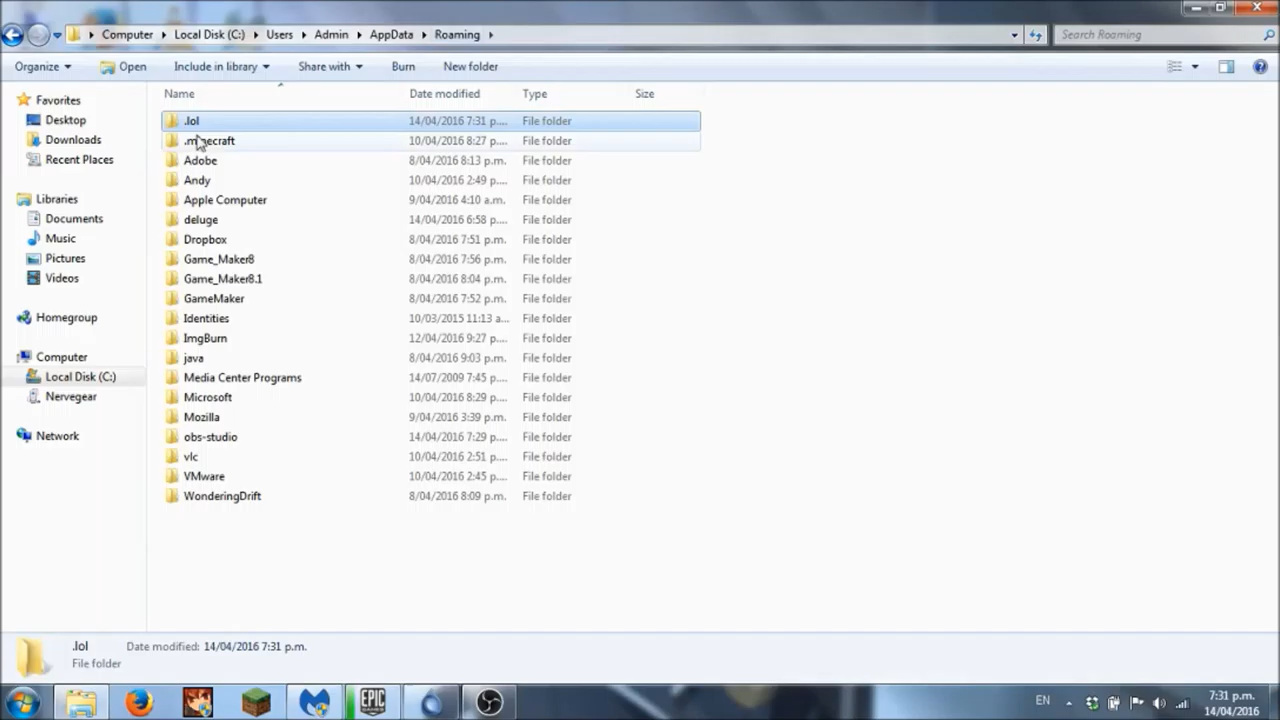 Computer Local Disk (C:) Users Admin AppData Roaming Search Roaming
Organize Open Include in library Share with Burn New folder
Name Date modified Type Size
Favorites
Desktop
Downloads
Recent Places
Libraries
Documents
Music
Pictures
Videos
Homegroup
Computer
Local Disk (C:)
Nervegear
Network
.lol 14/04/2016 7:31 p.... File folder
.minecraft 10/04/2016 8:27 p.... File folder
Adobe 8/04/2016 8:13 p.m. File folder
Andy 10/04/2016 2:49 p.... File folder
Apple Computer 9/04/2016 4:10 a.m. File folder
deluge 14/04/2016 6:58 p.... File folder
Dropbox 8/04/2016 7:51 p.m. File folder
Game_Maker8 8/04/2016 7:56 p.m. File folder
Game_Maker8.1 8/04/2016 8:04 p.m. File folder
GameMaker 8/04/2016 7:52 p.m. File folder
Identities 10/03/2015 11:13 a... File folder
ImgBurn 12/04/2016 9:27 p.... File folder
java 8/04/2016 9:03 p.m. File folder
Media Center Programs 14/07/2009 7:45 p.... File folder
Microsoft 10/04/2016 8:29 p.... File folder
Mozilla 9/04/2016 3:39 p.m. File folder
obs-studio 14/04/2016 7:29 p.... File folder
vlc 10/04/2016 2:51 p.... File folder
VMware 10/04/2016 2:45 p.... File folder
WonderingDrift 8/04/2016 8:09 p.m. File folder
.lol Date modified: 14/04/2016 7:31 p.m.
File folder
EPIC GAMES
EN
7:31 p.m.
14/04/2016